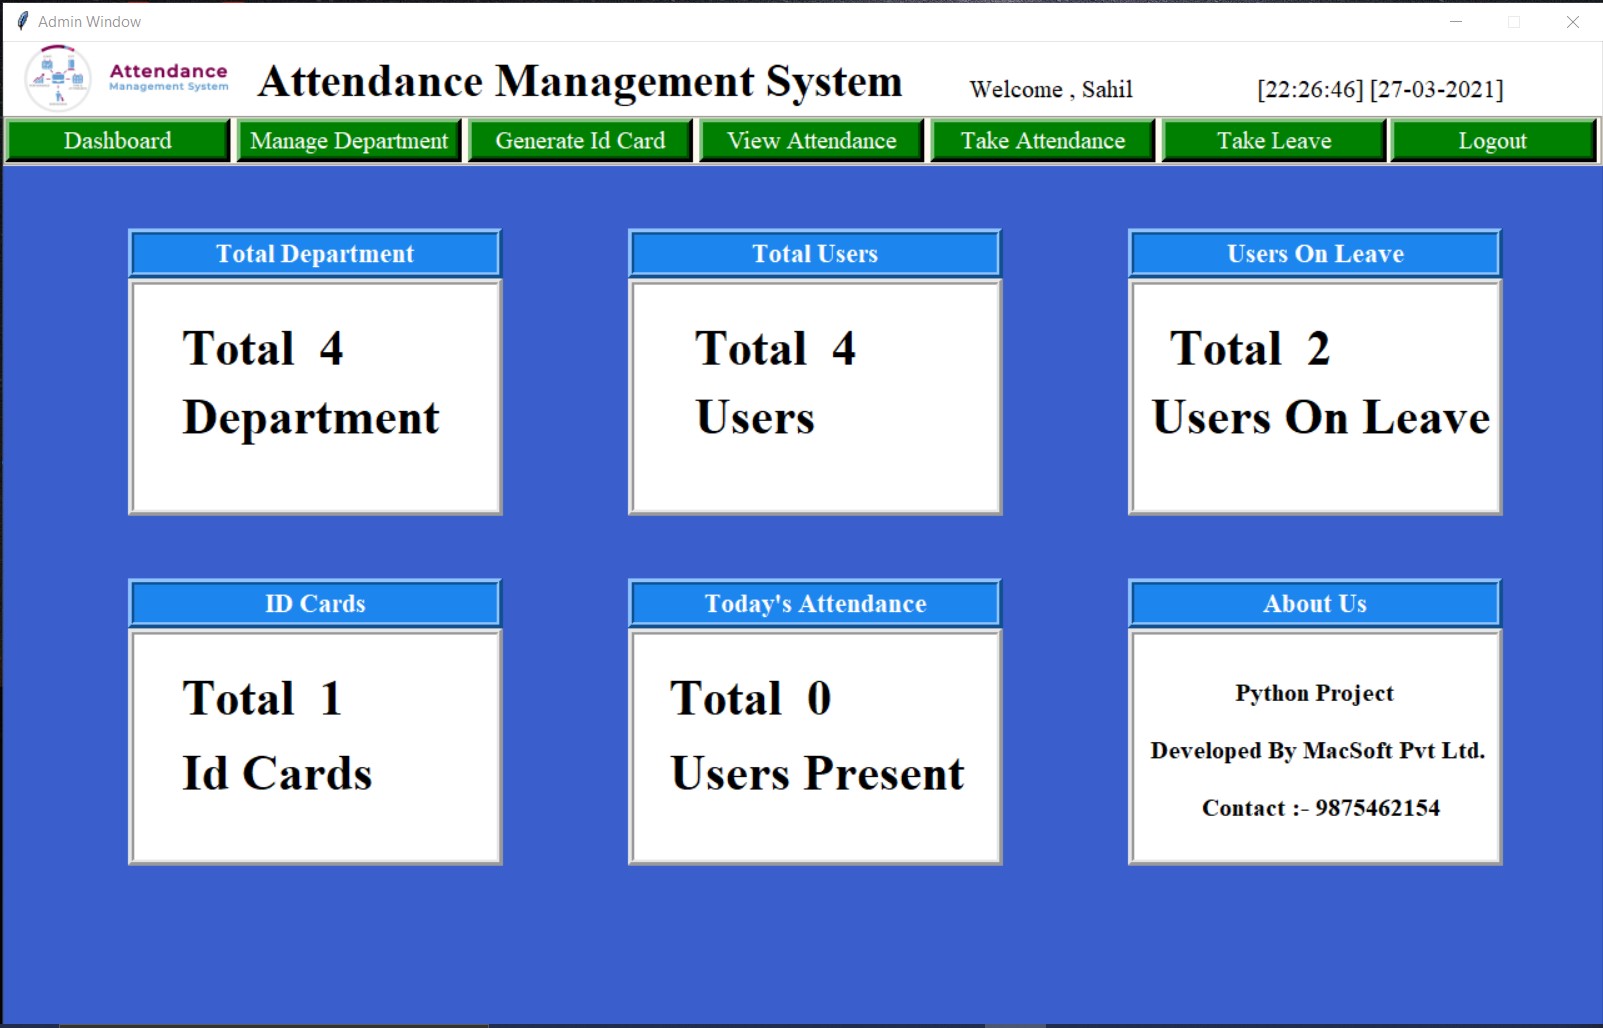 Admin Window
Attendance
Management System
Attendance Management System
Welcome , Sahil
[22:26:46] [27-03-2021]
Dashboard
Manage Department
Generate Id Card
View Attendance
Take Attendance
Take Leave
Logout
Total Department
Total 4
Department
Total Users
Total 4
Users
Users On Leave
Total 2
Users On Leave
ID Cards
Total 1
Id Cards
Today's Attendance
Total 0
Users Present
About Us
Python Project
Developed By MacSoft Pvt Ltd.
Contact :- 9875462154